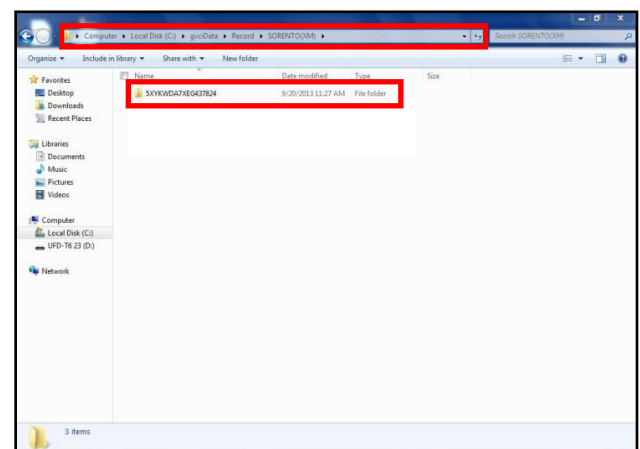 Computer ▸ Local Disk (C:) ▸ gvciData ▸ Record ▸ SORENTO(XM) ▸
Search SORENTO(XM)
Organize Include in library Share with New folder
Name Date modified Type Size
5XYKWDA7XEG437824 9/20/2013 11:27 AM File folder
Favorites
Desktop
Downloads
Recent Places
Libraries
Documents
Music
Pictures
Videos
Computer
Local Disk (C:)
UFD-T6 23 (D:)
Network
3 items